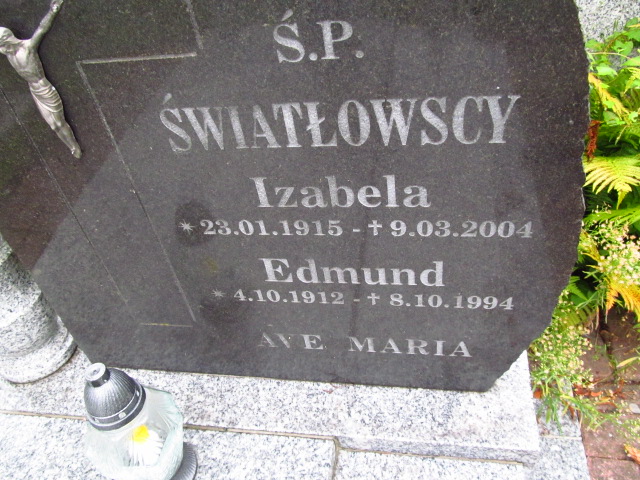 Ś.P.
ŚWIATŁOWSCY
Izabela
*23.01.1915 - †9.03.2004
Edmund
*4.10.1912 - †8.10.1994
AVE MARIA